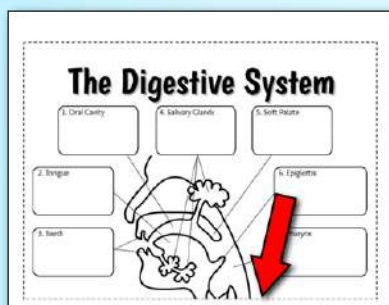 The Digestive System
1. Oral Cavity
4. Salivary Glands
5. Soft Palate
2. Tongue
6. Epiglottis
3. Teeth